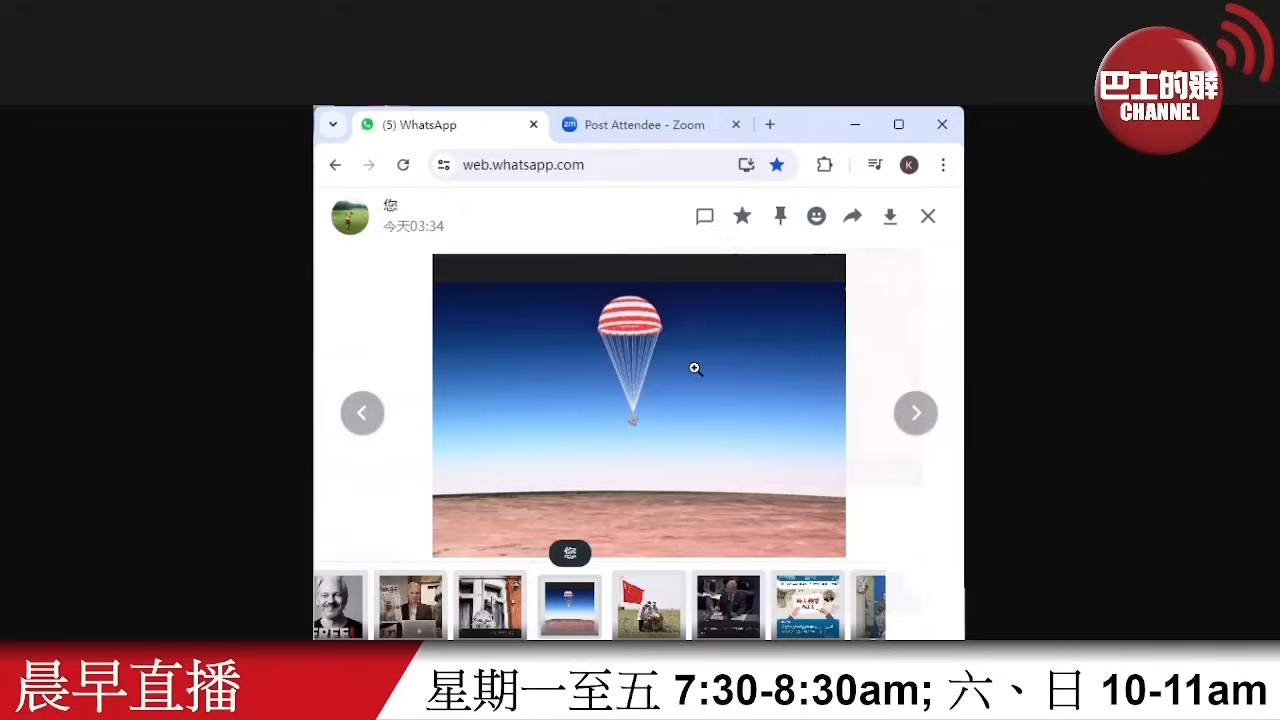 巴士的報
CHANNEL
(5) WhatsApp
Post Attendee - Zoom
web.whatsapp.com
K
您
今天03:34
您
FREE!
晨早直播
星期一至五 7:30-8:30am; 六、日 10-11am